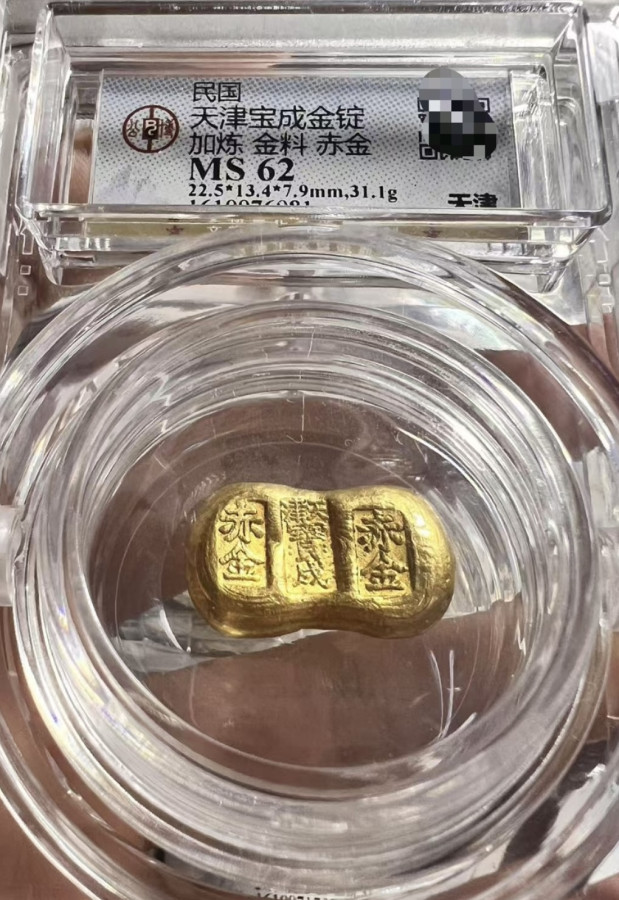 民国
天津宝成金锭
加炼 金料 赤金
MS 62
22.5*13.4*7.9mm,31.1g
天津
赤金
成
赤金